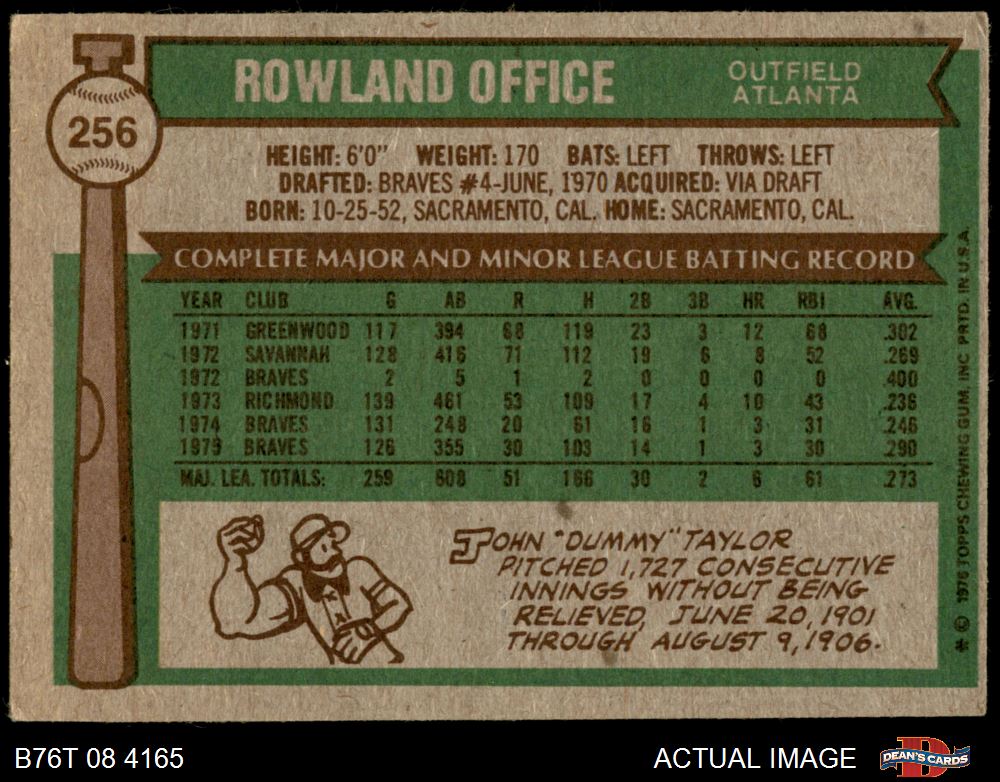 256
ROWLAND OFFICE
OUTFIELD
ATLANTA
HEIGHT: 6'0" WEIGHT: 170 BATS: LEFT THROWS: LEFT
DRAFTED: BRAVES #4-JUNE, 1970 ACQUIRED: VIA DRAFT
BORN: 10-25-52, SACRAMENTO, CAL. HOME: SACRAMENTO, CAL.
COMPLETE MAJOR AND MINOR LEAGUE BATTING RECORD
YEAR CLUB G AB R H 2B 3B HR RBI AVG.
1971 GREENWOOD 117 394 68 119 23 3 12 68 .302
1972 SAVANNAH 128 416 71 112 19 6 8 52 .269
1972 BRAVES 2 5 1 2 0 0 0 0 .400
1973 RICHMOND 139 461 53 109 17 4 10 43 .236
1974 BRAVES 131 248 20 61 16 1 3 31 .246
1975 BRAVES 126 355 30 103 14 1 3 30 .290
MAJ. LEA. TOTALS: 259 608 51 166 30 2 6 61 .273
JOHN "DUMMY" TAYLOR
PITCHED 1,727 CONSECUTIVE
INNINGS WITHOUT BEING
RELIEVED, JUNE 20, 1901
THROUGH AUGUST 9, 1906.
* © 1976 TOPPS CHEWING GUM, INC. PRTD. IN U.S.A.
B76T 08 4165
ACTUAL IMAGE
DEAN'S CARDS